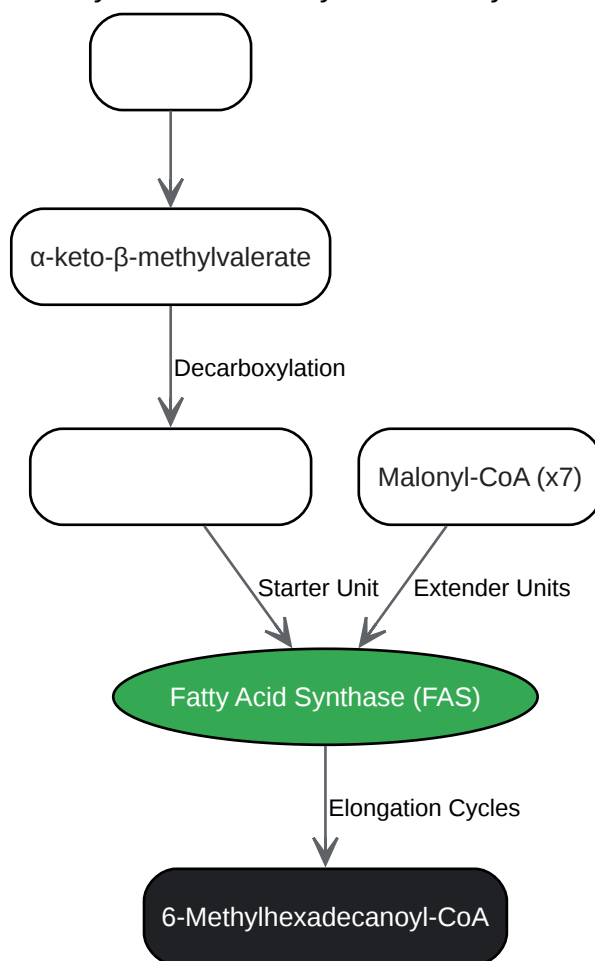 α-keto-β-methylvalerate
Decarboxylation
Malonyl-CoA (x7)
Starter Unit
Extender Units
Fatty Acid Synthase (FAS)
Elongation Cycles
6-Methylhexadecanoyl-CoA